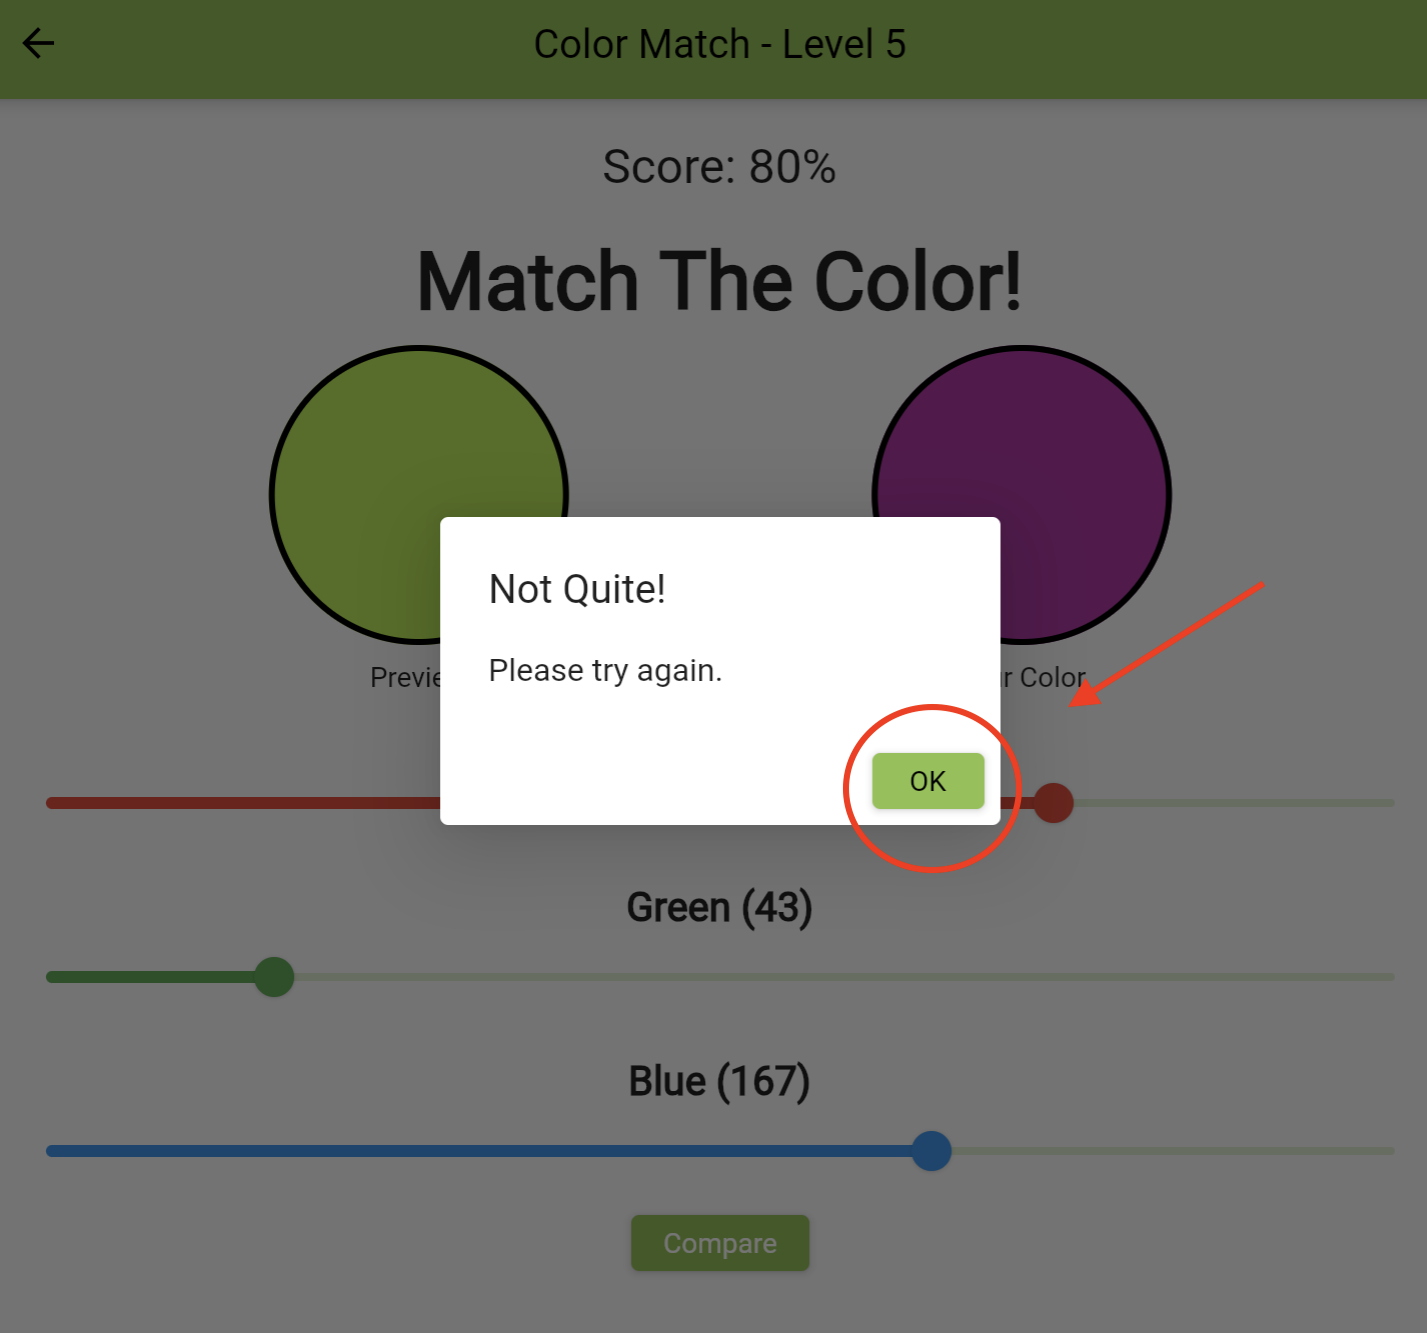 Color Match - Level 5
Score: 80%
Match The Color!
Not Quite!
Please try again.
Color
OK
Green (43)
Blue (167)
Compare